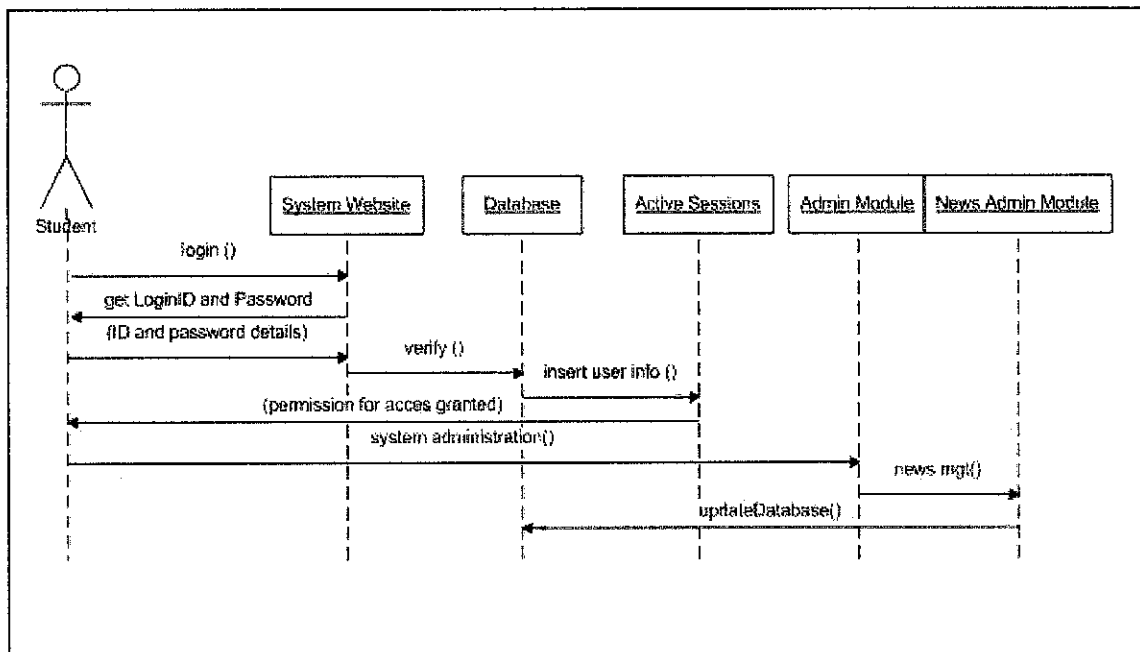 Student
System Website
Database
Active Sessions
Admin Module
News Admin Module
login ()
get LoginID and Password
(ID and password details)
verify ()
insert user info ()
(permission for acces granted)
system administration()
news mgt()
updateDatabase()